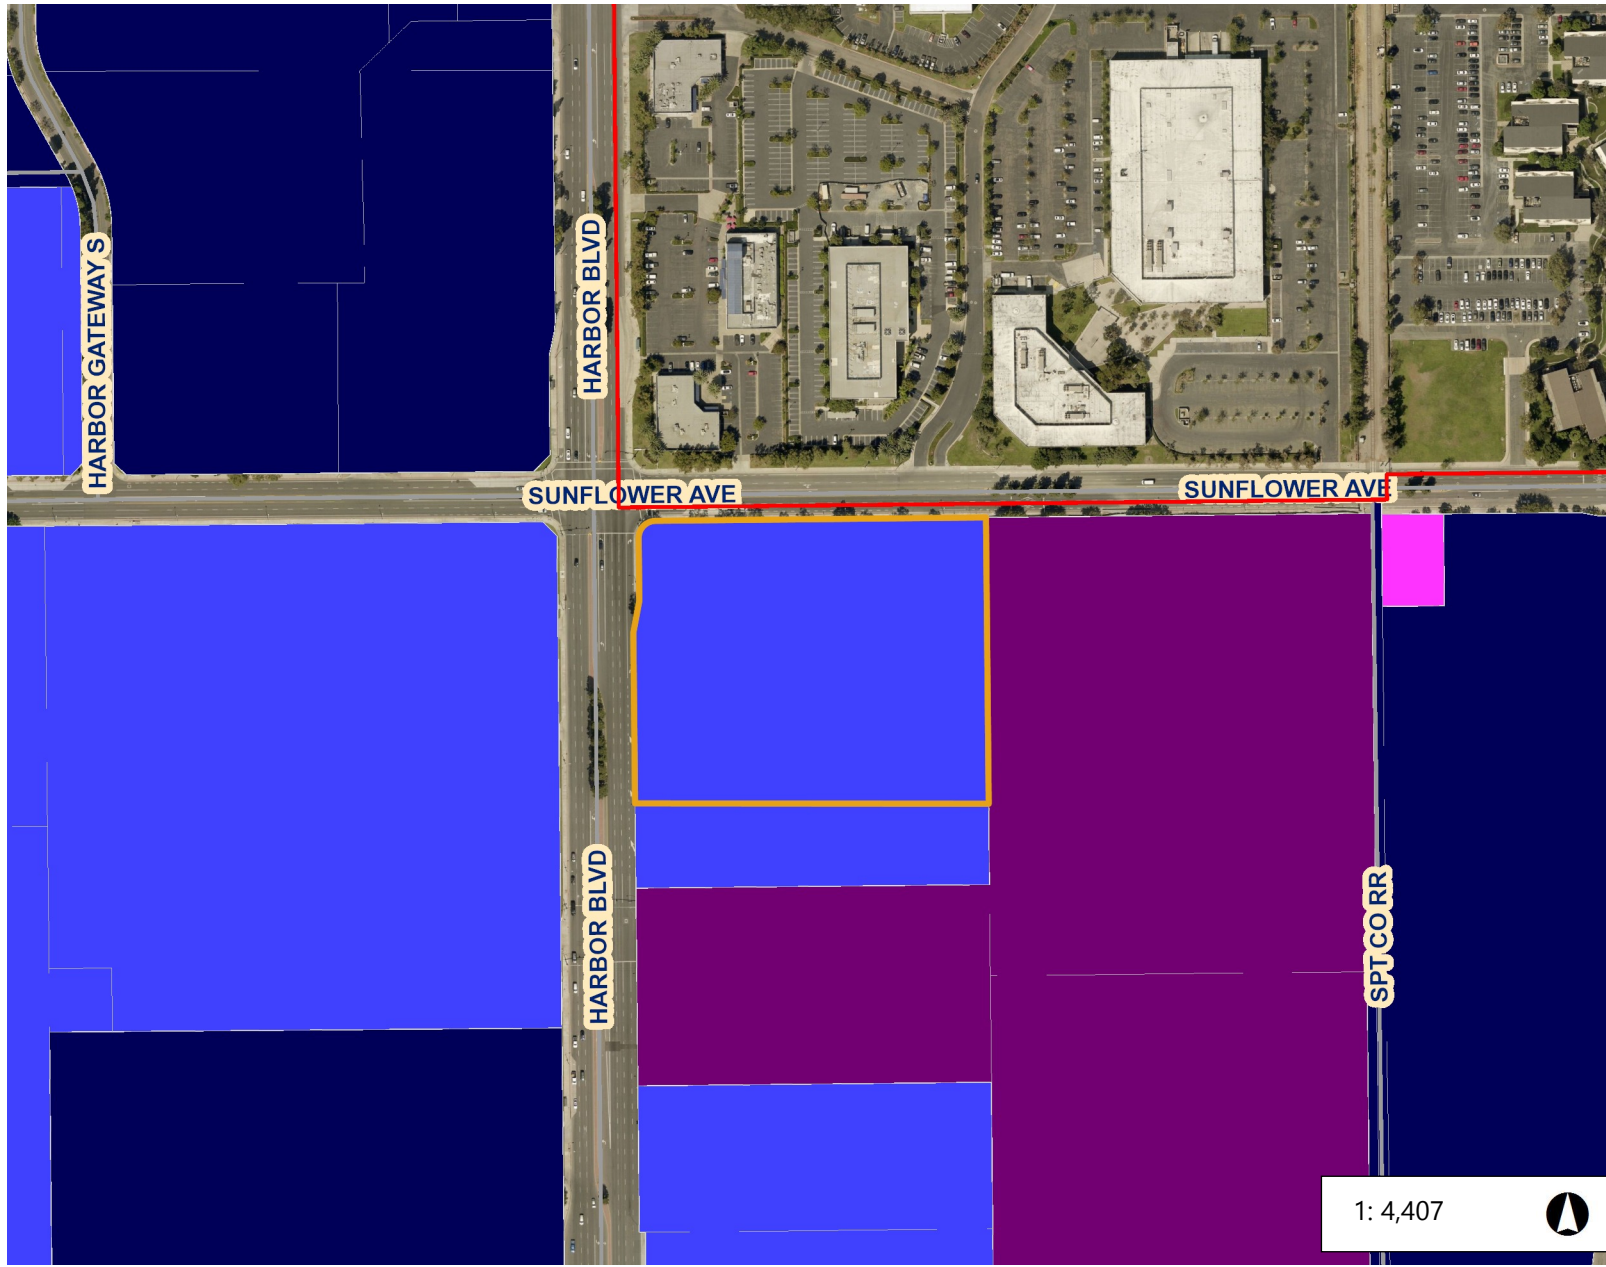 HARBOR GATEWAY S
HARBOR BLVD
SUNFLOWER AVE
SUNFLOWER AVE
HARBOR BLVD
SPT CO RR
1: 4,407